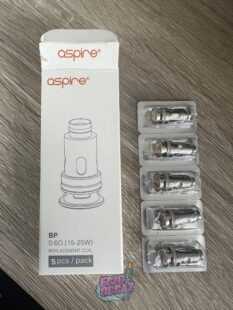 aspire®
aspire®
BP
0.6Ω (15-25W)
REPLACEMENT COIL
5 pcs / pack